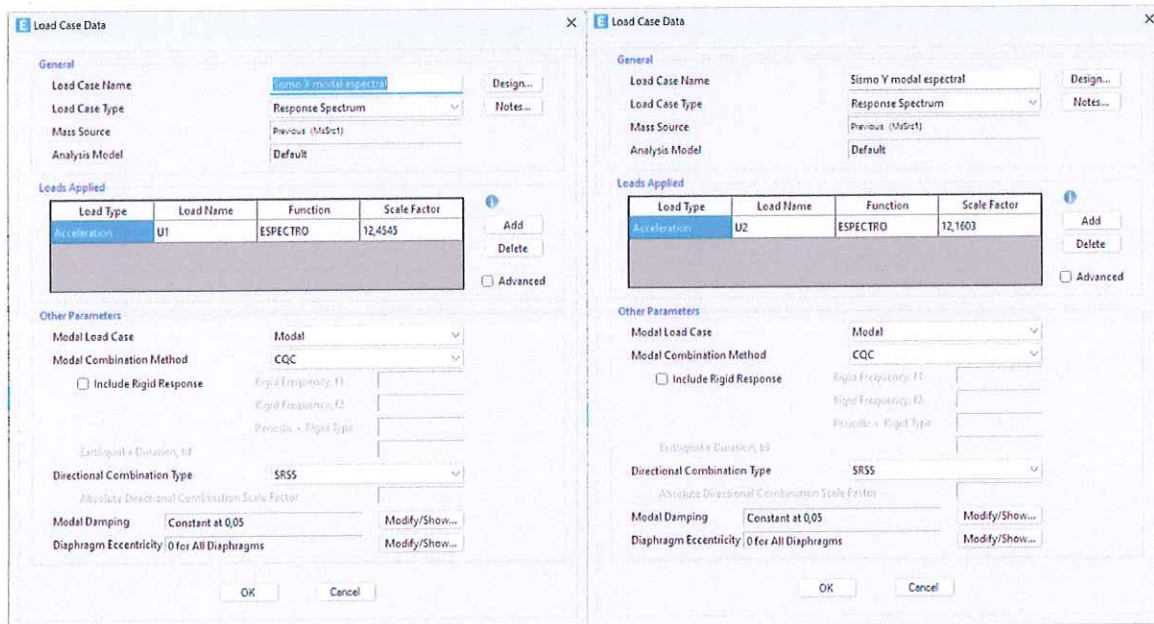 E Load Case Data
General
Load Case Name Sismo X modal espectral Design...
Load Case Type Response Spectrum Notes...
Mass Source Previous (MsSrc1)
Analysis Model Default
Loads Applied
Load Type Load Name Function Scale Factor
Acceleration U1 ESPECTRO 12,4545
Add
Delete
Advanced
Other Parameters
Modal Load Case Modal
Modal Combination Method CQC
Include Rigid Response Rigid Frequency, f1
Rigid Frequency, f2
Periodic + Rigid Type
Earthquake Duration, td
Directional Combination Type SRSS
Absolute Directional Combination Scale Factor
Modal Damping Constant at 0,05 Modify/Show...
Diaphragm Eccentricity 0 for All Diaphragms Modify/Show...
OK Cancel
E Load Case Data
General
Load Case Name Sismo Y modal espectral Design...
Load Case Type Response Spectrum Notes...
Mass Source Previous (MsSrc1)
Analysis Model Default
Loads Applied
Load Type Load Name Function Scale Factor
Acceleration U2 ESPECTRO 12,1603
Add
Delete
Advanced
Other Parameters
Modal Load Case Modal
Modal Combination Method CQC
Include Rigid Response Rigid Frequency, f1
Rigid Frequency, f2
Periodic + Rigid Type
Earthquake Duration, td
Directional Combination Type SRSS
Absolute Directional Combination Scale Factor
Modal Damping Constant at 0,05 Modify/Show...
Diaphragm Eccentricity 0 for All Diaphragms Modify/Show...
OK Cancel